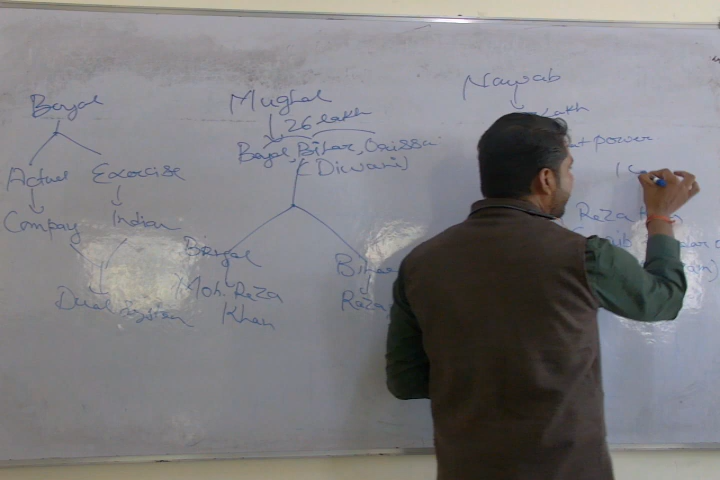 Bengal
Actual Exercise
Company Indian
Dual System
Mughal
26 lakh
Bengal, Bihar, Orissa
(Diwani)
Bengal Bihar
Moh. Reza
Khan
Nawab
lakh
power
Reza